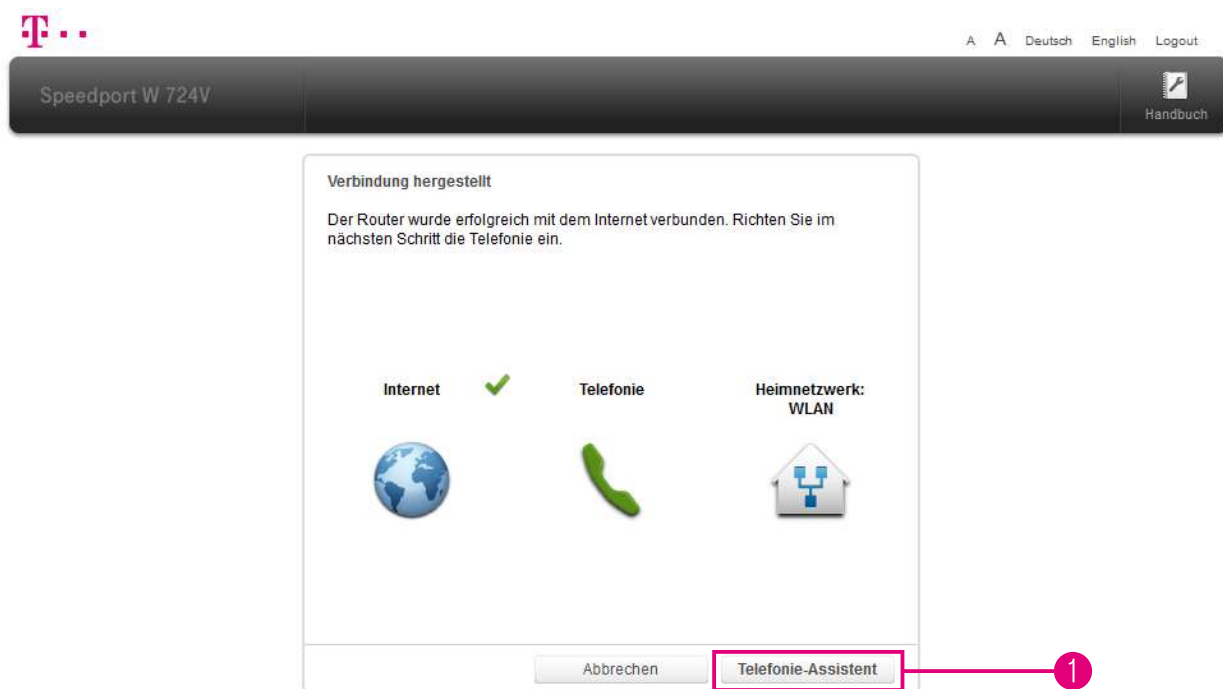 T··
A A Deutsch English Logout
Speedport W 724V
Handbuch
Verbindung hergestellt
Der Router wurde erfolgreich mit dem Internet verbunden. Richten Sie im
nächsten Schritt die Telefonie ein.
Internet
Telefonie
Heimnetzwerk:
WLAN
Abbrechen
Telefonie-Assistent
1